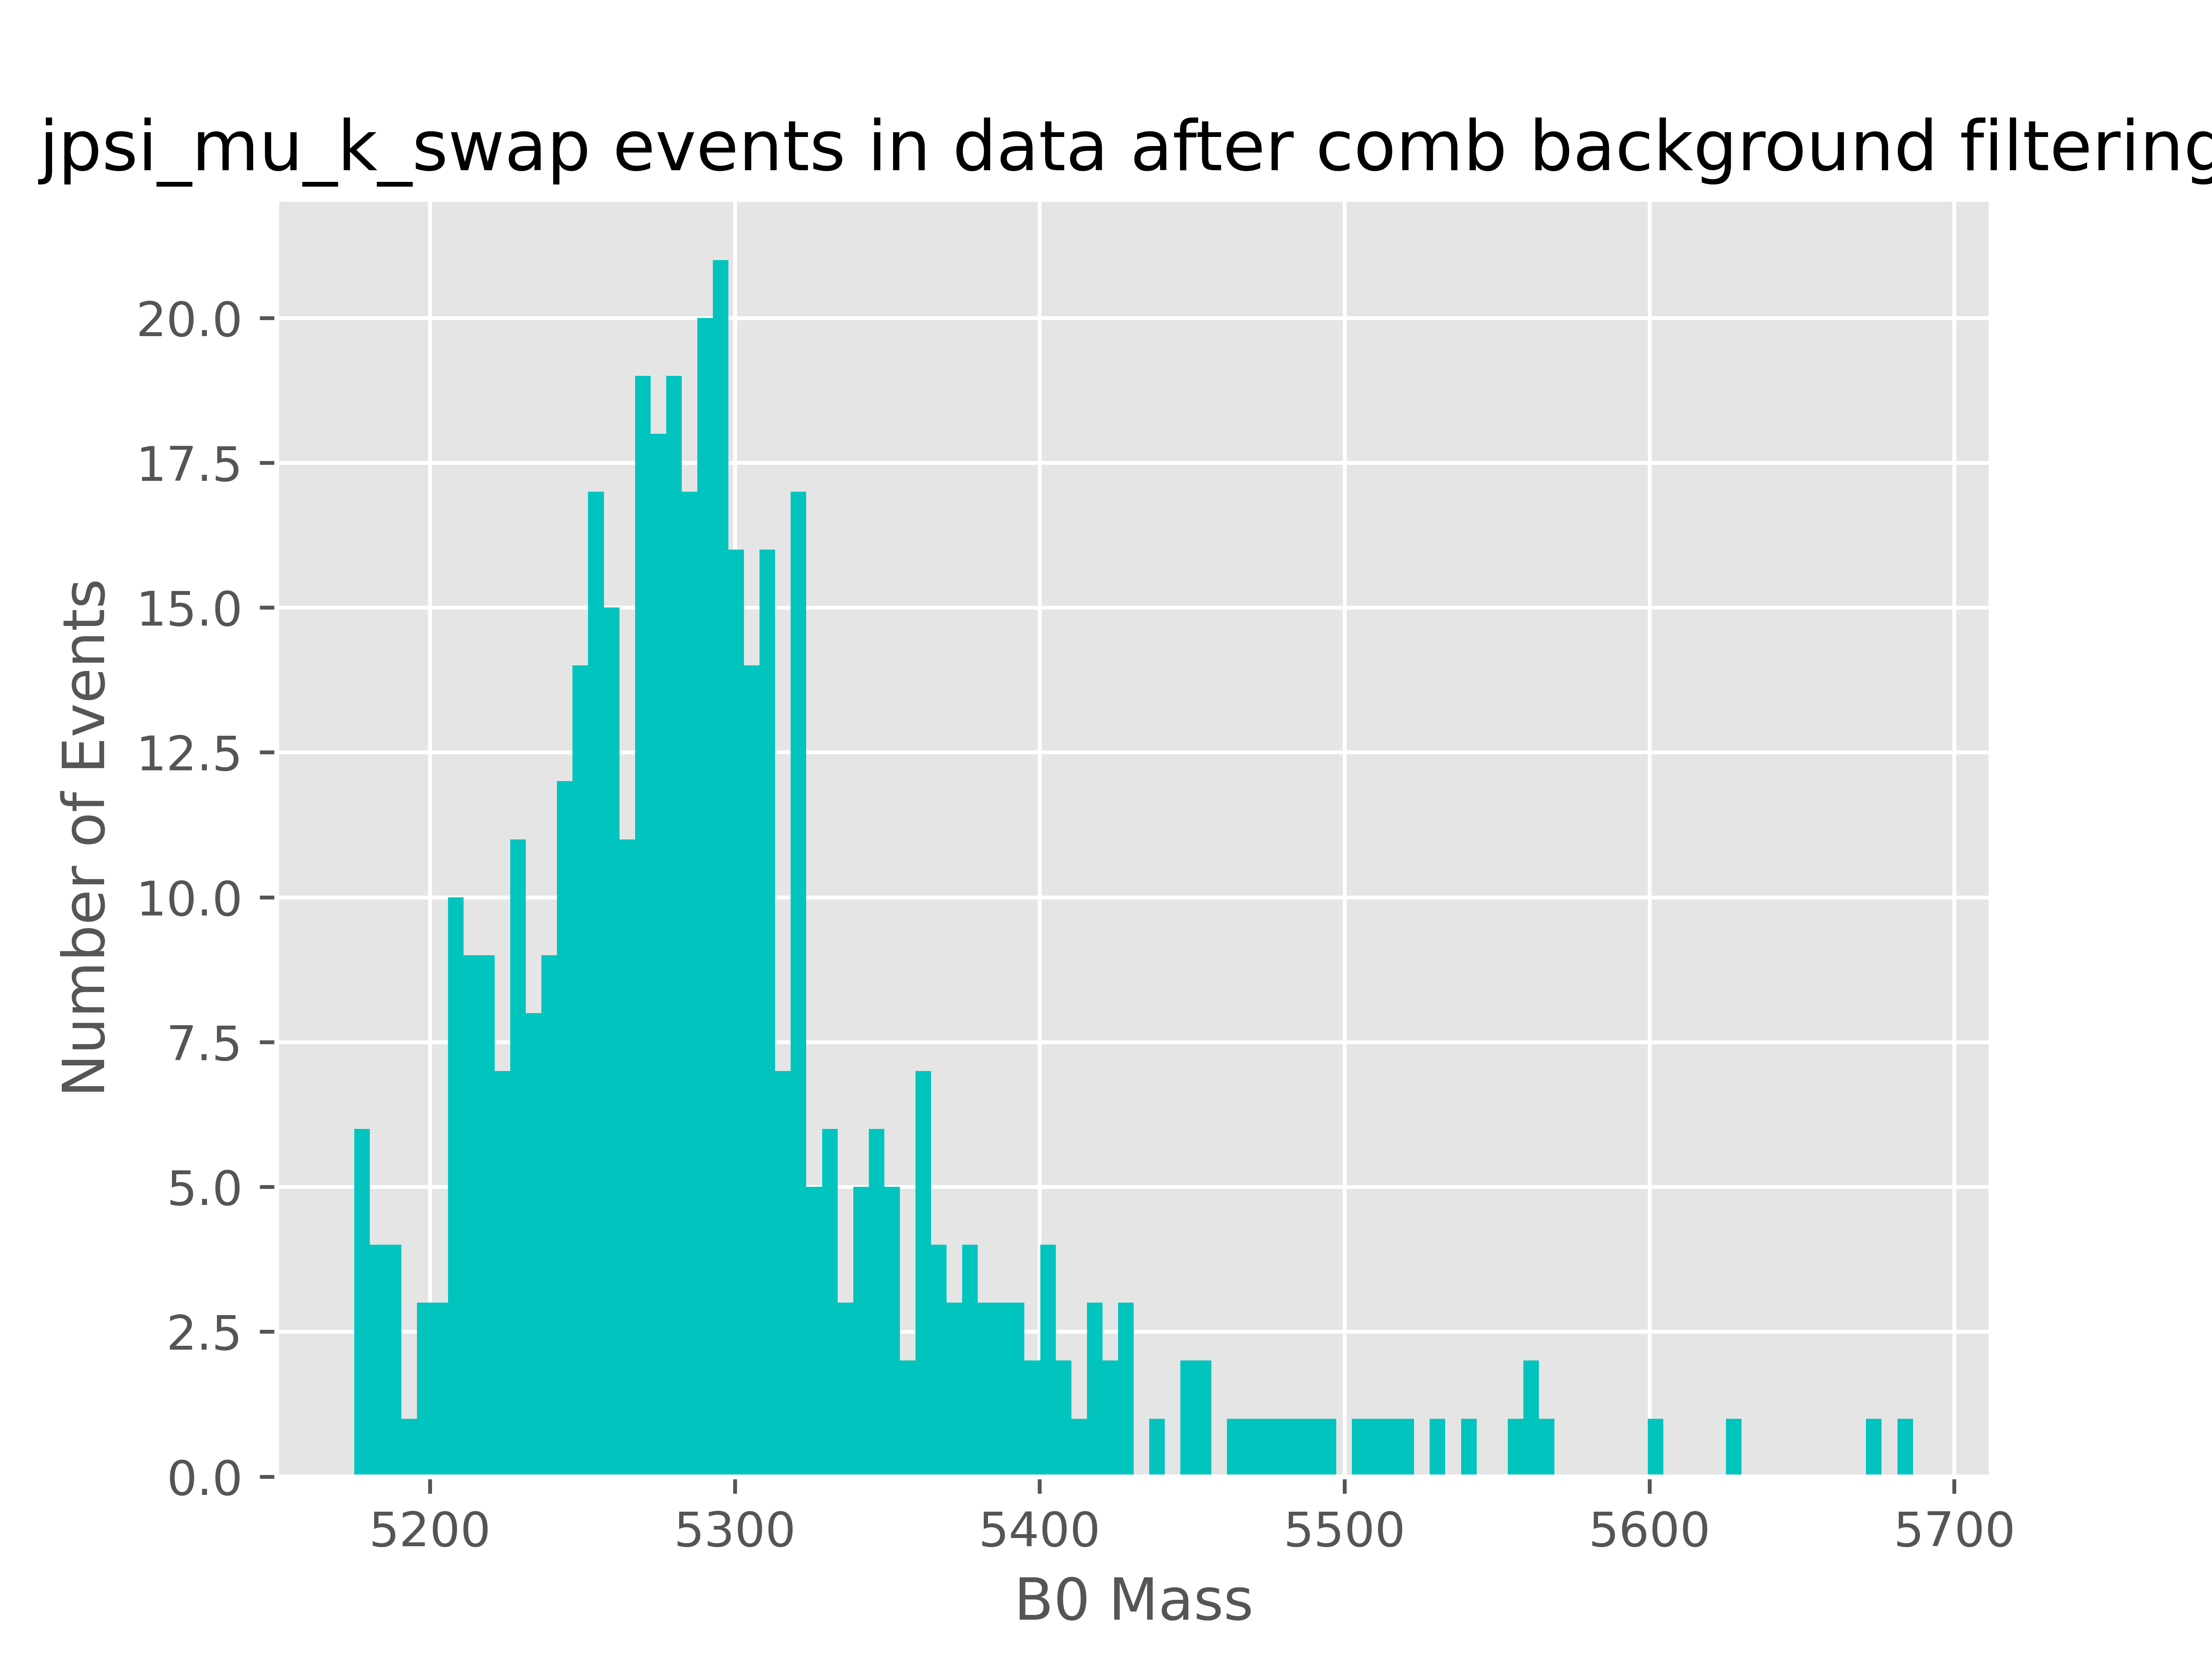 jpsi_mu_k_swap events in data after comb background filtering
Number of Events
20.0
17.5
15.0
12.5
10.0
7.5
5.0
2.5
0.0
5200 5300 5400 5500 5600 5700
B0 Mass